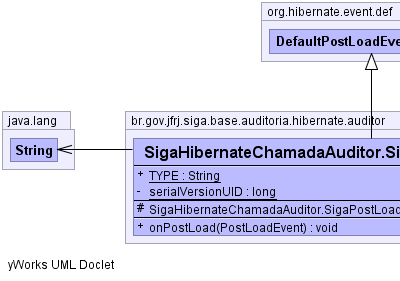 org.hibernate.event.def
DefaultPostLoadEve
java.lang
String
br.gov.jfrj.siga.base.auditoria.hibernate.auditor
SigaHibernateChamadaAuditor.Si
+ TYPE : String
- serialVersionUID : long
# SigaHibernateChamadaAuditor.SigaPostLoad
+ onPostLoad(PostLoadEvent) : void
yWorks UML Doclet